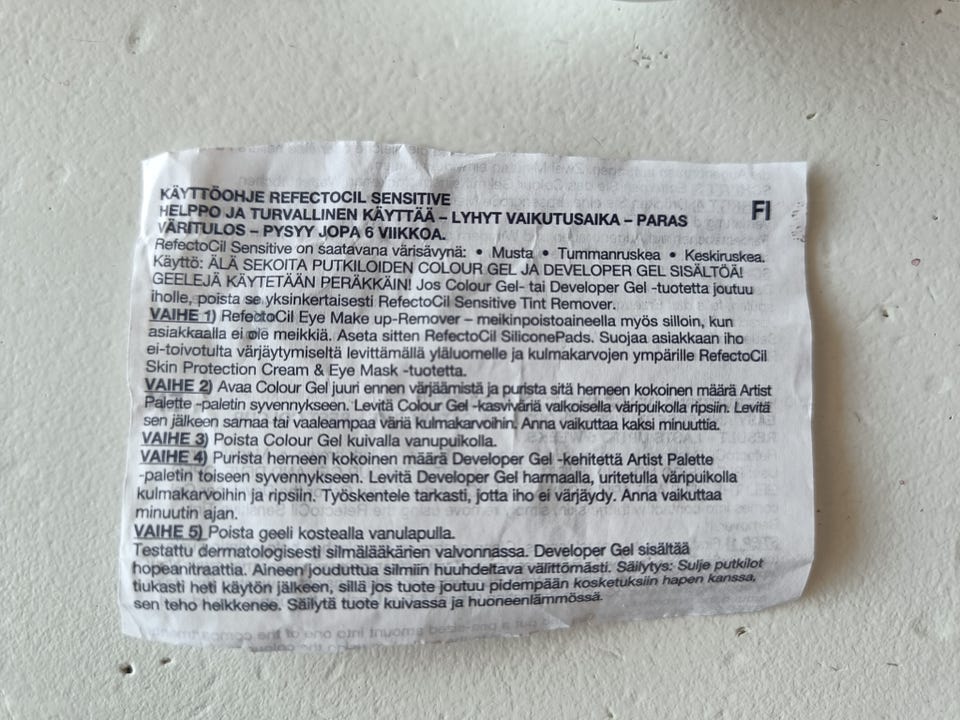 KÄYTTÖOHJE REFECTOCIL SENSITIVE
FI
HELPPO JA TURVALLINEN KÄYTTÄÄ – LYHYT VAIKUTUSAIKA – PARAS
VÄRITULOS – PYSYY JOPA 6 VIIKKOA.
RefectoCil Sensitive on saatavana värisävynä: • Musta • Tummanruskea • Keskiruskea.
Käyttö: ÄLÄ SEKOITA PUTKILOIDEN COLOUR GEL JA DEVELOPER GEL SISÄLTÖÄ!
GEELEJÄ KÄYTETÄÄN PERÄKKÄIN! Jos Colour Gel- tai Developer Gel -tuotetta joutuu
iholle, poista se yksinkertaisesti RefectoCil Sensitive Tint Remover.
VAIHE 1) RefectoCil Eye Make up-Remover – meikinpoistoaineella myös silloin, kun
asiakkaalla ei ole meikkiä. Aseta sitten RefectoCil SiliconePads. Suojaa asiakkaan iho
ei-toivotulta värjäytymiseltä levittämällä yläluomelle ja kulmakarvojen ympärille RefectoCil
Skin Protection Cream & Eye Mask -tuotetta.
VAIHE 2) Avaa Colour Gel juuri ennen värjäämistä ja purista sitä herneen kokoinen määrä Artist
Palette -paletin syvennykseen. Levitä Colour Gel -kasviväriä valkoisella väripuikolla ripsiin. Levitä
sen jälkeen samaa tai vaaleampaa väriä kulmakarvoihin. Anna vaikuttaa kaksi minuuttia.
VAIHE 3) Poista Colour Gel kuivalla vanupuikolla.
VAIHE 4) Purista herneen kokoinen määrä Developer Gel -kehitettä Artist Palette
-paletin toiseen syvennykseen. Levitä Developer Gel harmaalla, uritetulla väripuikolla
kulmakarvoihin ja ripsiin. Työskentele tarkasti, jotta iho ei värjäydy. Anna vaikuttaa
minuutin ajan.
VAIHE 5) Poista geeli kostealla vanulapulla.
Testattu dermatologisesti silmälääkärien valvonnassa. Developer Gel sisältää
hopeanitraattia. Aineen jouduttua silmiin huuhdeltava välittömästi. Säilytys: Sulje putkilot
tiukasti heti käytön jälkeen, sillä jos tuote joutuu pidempään kosketuksiin hapen kanssa,
sen teho heikkenee. Säilytä tuote kuivassa ja huoneenlämmössä.